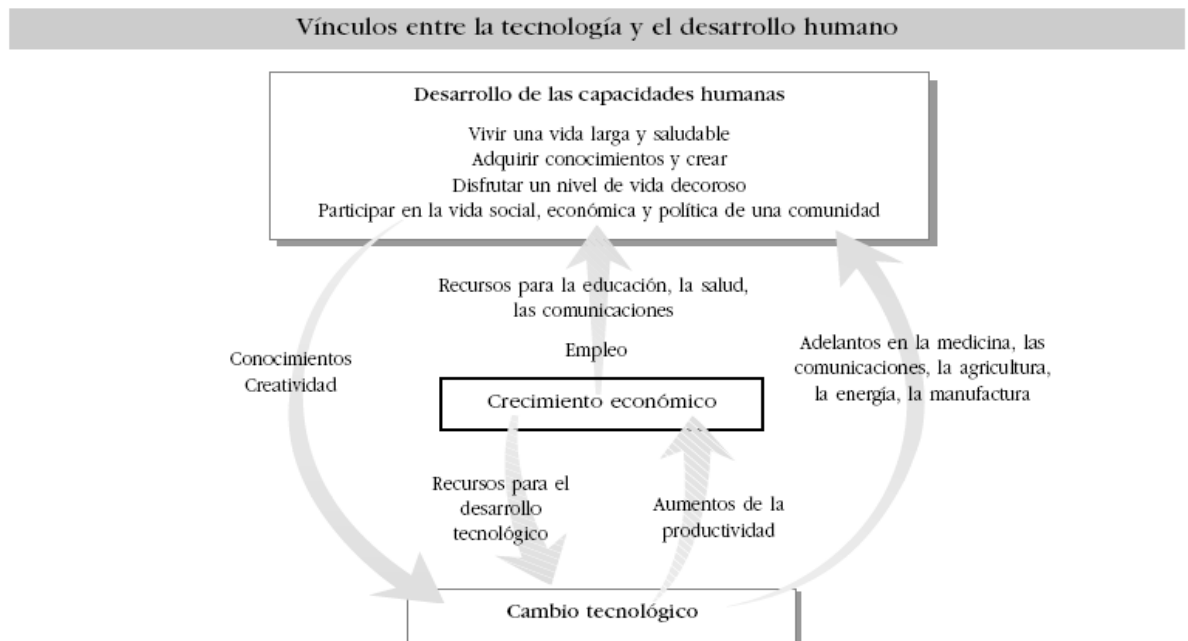 Vínculos entre la tecnología y el desarrollo humano
Desarrollo de las capacidades humanas
Vivir una vida larga y saludable
Adquirir conocimientos y crear
Disfrutar un nivel de vida decoroso
Participar en la vida social, económica y política de una comunidad
Recursos para la educación, la salud,
las comunicaciones
Empleo
Conocimientos
Creatividad
Adelantos en la medicina, las
comunicaciones, la agricultura,
la energía, la manufactura
Crecimiento económico
Recursos para el
desarrollo
tecnológico
Aumentos de la
productividad
Cambio tecnológico